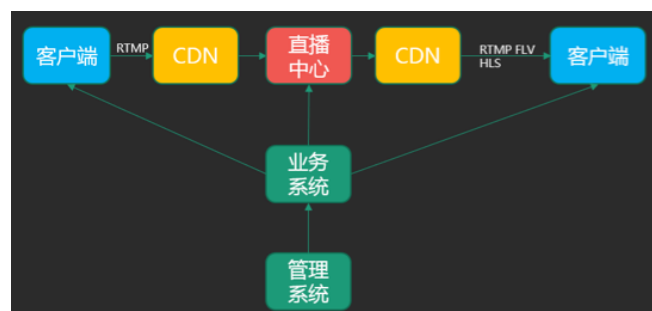 客户端
RTMP
CDN
直播
中心
CDN
RTMP FLV
HLS
客户端
业务
系统
管理
系统